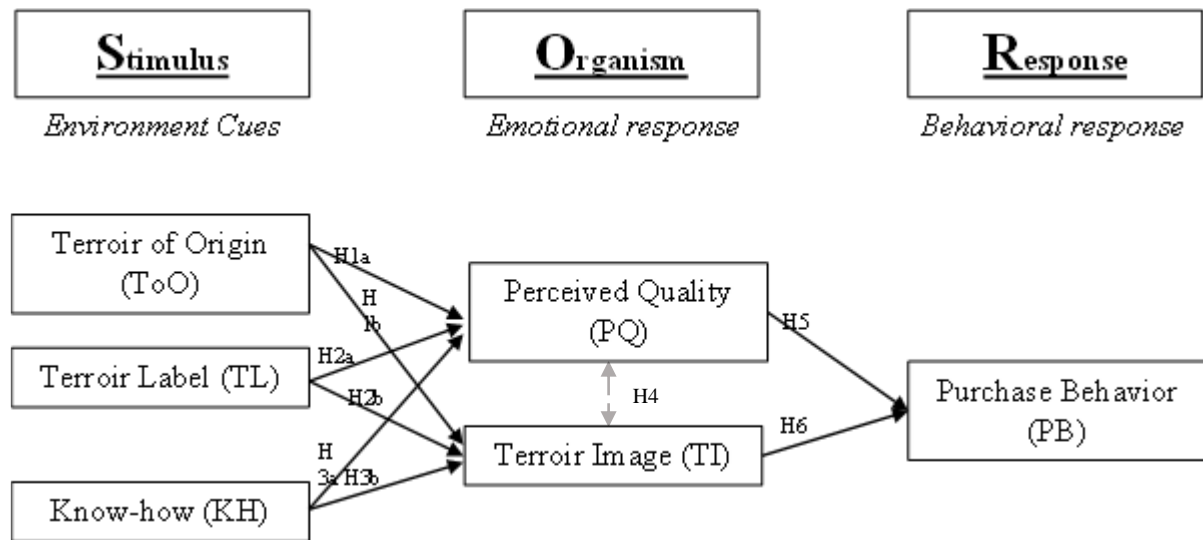 Stimulus
Organism
Response
Environment Cues
Emotional response
Behavioral response
Terroir of Origin
(ToO)
H1a
H
1b
Perceived Quality
(PQ)
H5
H2a
Terroir Label (TL)
H2b
H4
Purchase Behavior
(PB)
H6
H
3a H3b
Terroir Image (TI)
Know-how (KH)